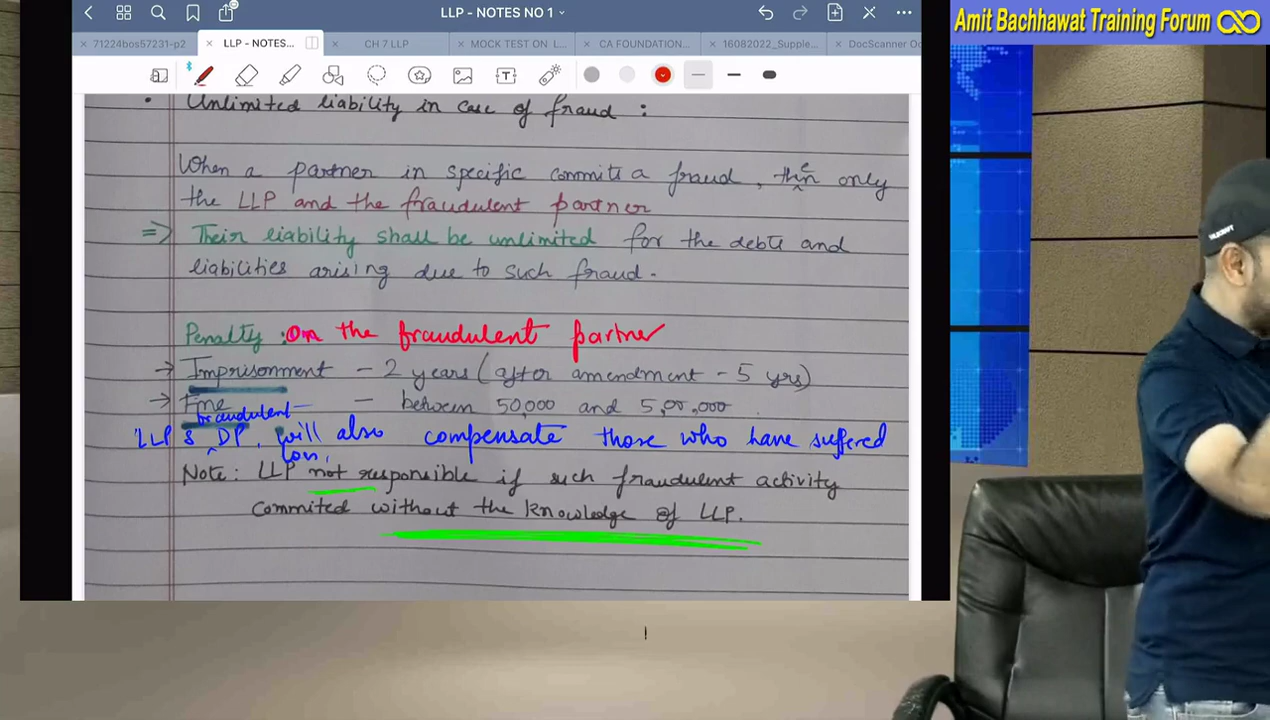 LLP - NOTES NO 1
Amit Bachhawat Training Forum
71224bos57231-p2
LLP - NOTES...
CH 7 LLP
MOCK TEST ON L...
CA FOUNDATION...
16082022_Supple...
DocScanner Oc
• Unlimited liability in case of fraud :
When a partner in specific commits a fraud, then only
the LLP and the fraudulent partner
=> Their liability shall be unlimited for the debts and
liabilities arising due to such fraud.
Penalty : On the fraudulent partner
→ Imprisonment - 2 years (after amendment - 5 yrs)
→ Fine - between 50,000 and 5,00,000
fraudulent
LLP & DP, will also compensate those who have suffered
loss,
Note: LLP not responsible if such fraudulent activity
Commited without the knowledge of LLP.